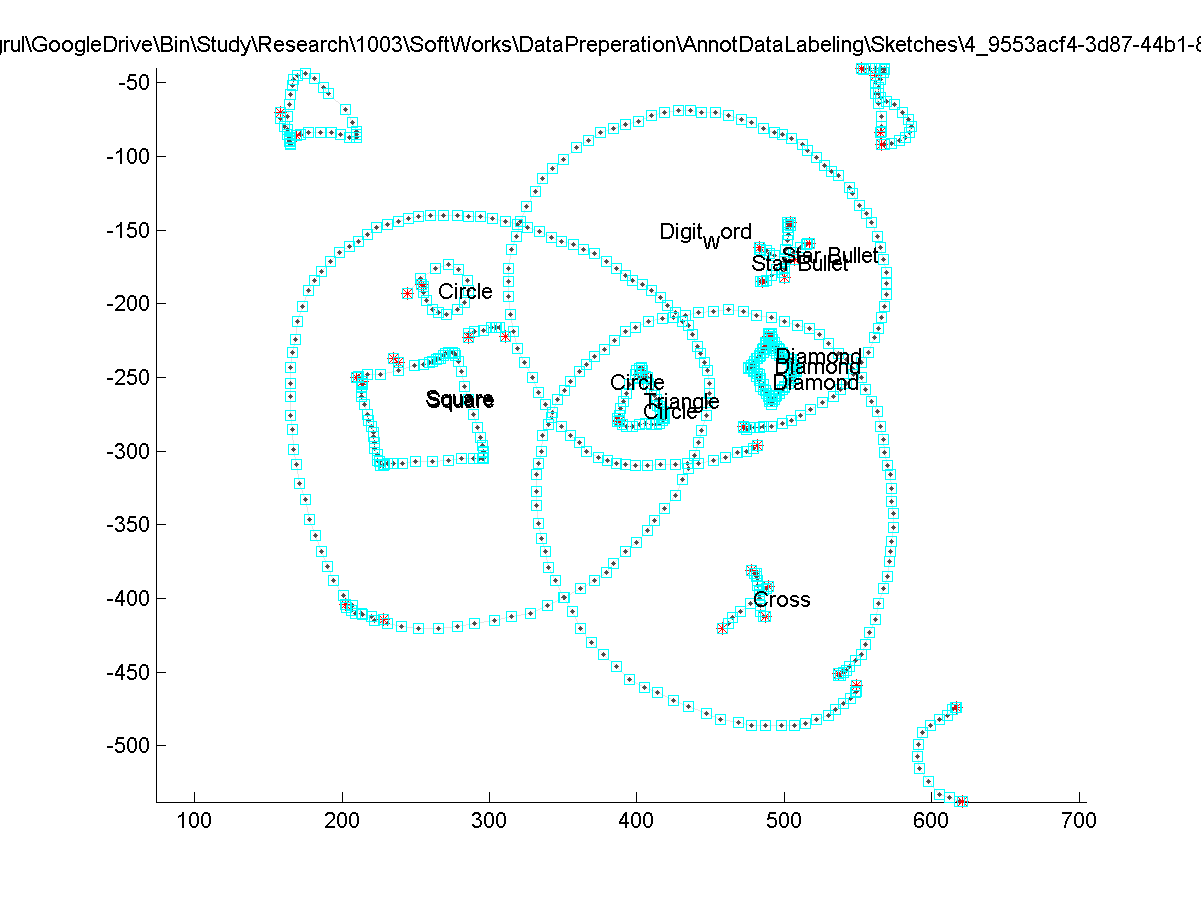 grul\GoogleDrive\Bin\Study\Research\1003\SoftWorks\DataPreperation\AnnotDataLabeling\Sketches\4_9553acf4-3d87-44b1-8
-50
-100
-150
-200
-250
-300
-350
-400
-450
-500
Digitword
Star Bullet
Star Bullet
Circle
Diamond
Diamond
Diamond
Circle
Triangle
Circle
Square
Cross
A
B
C
100 200 300 400 500 600 700